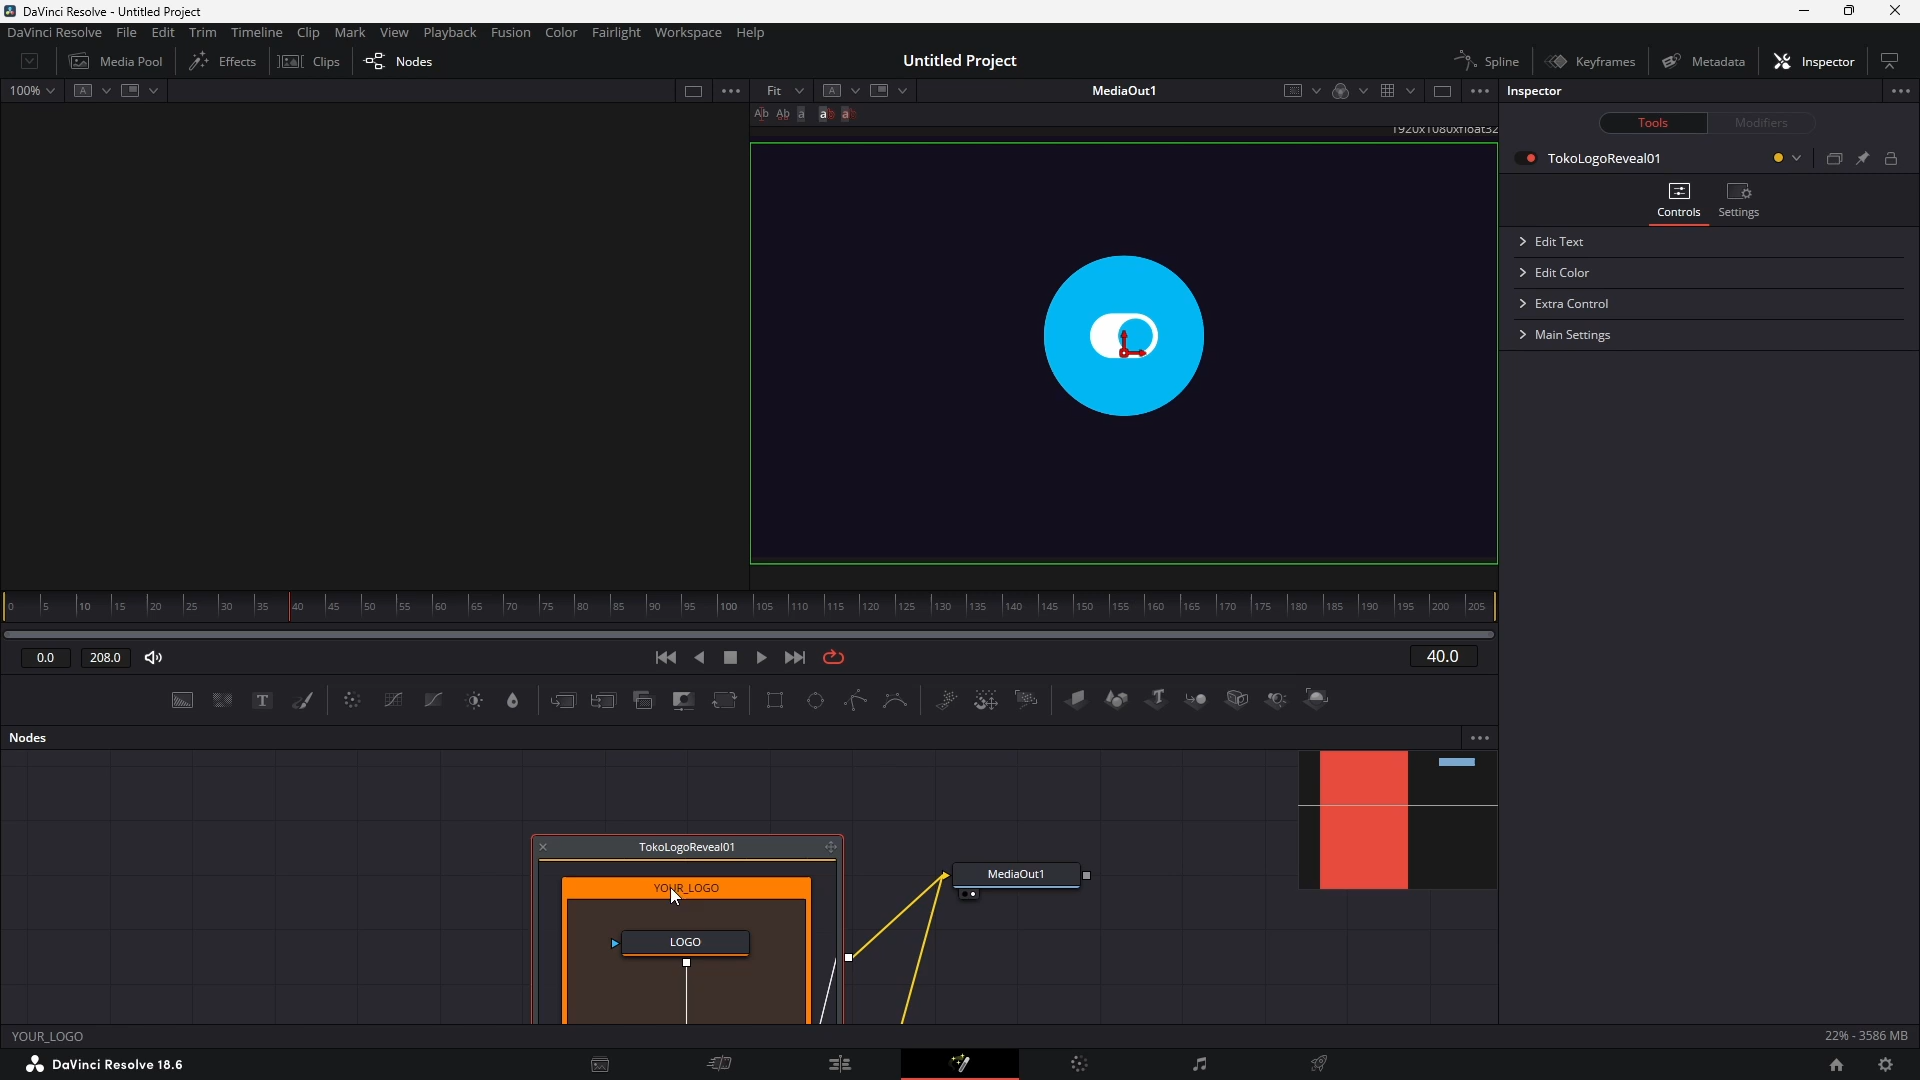 DaVinci Resolve - Untitled Project
DaVinci Resolve File Edit Trim Timeline Clip Mark View Playback Fusion Color Fairlight Workspace Help
Media Pool Effects Clips Nodes Untitled Project Spline Keyframes Metadata Inspector
100% A Fit A MediaOut1 Inspector
Ab Ab a ab a
1920x1080xfloat32
Tools Modifiers
TokoLogoReveal01
Controls Settings
Edit Text
Edit Color
Extra Control
Main Settings
0 5 10 15 20 25 30 35 40 45 50 55 60 65 70 75 80 85 90 95 100 105 110 115 120 125 130 135 140 145 150 155 160 165 170 175 180 185 190 195 200 205
0.0 208.0 40.0
T T
Nodes
TokoLogoReveal01
YOUR_LOGO
MediaOut1
LOGO
YOUR_LOGO 22% - 3586 MB
DaVinci Resolve 18.6